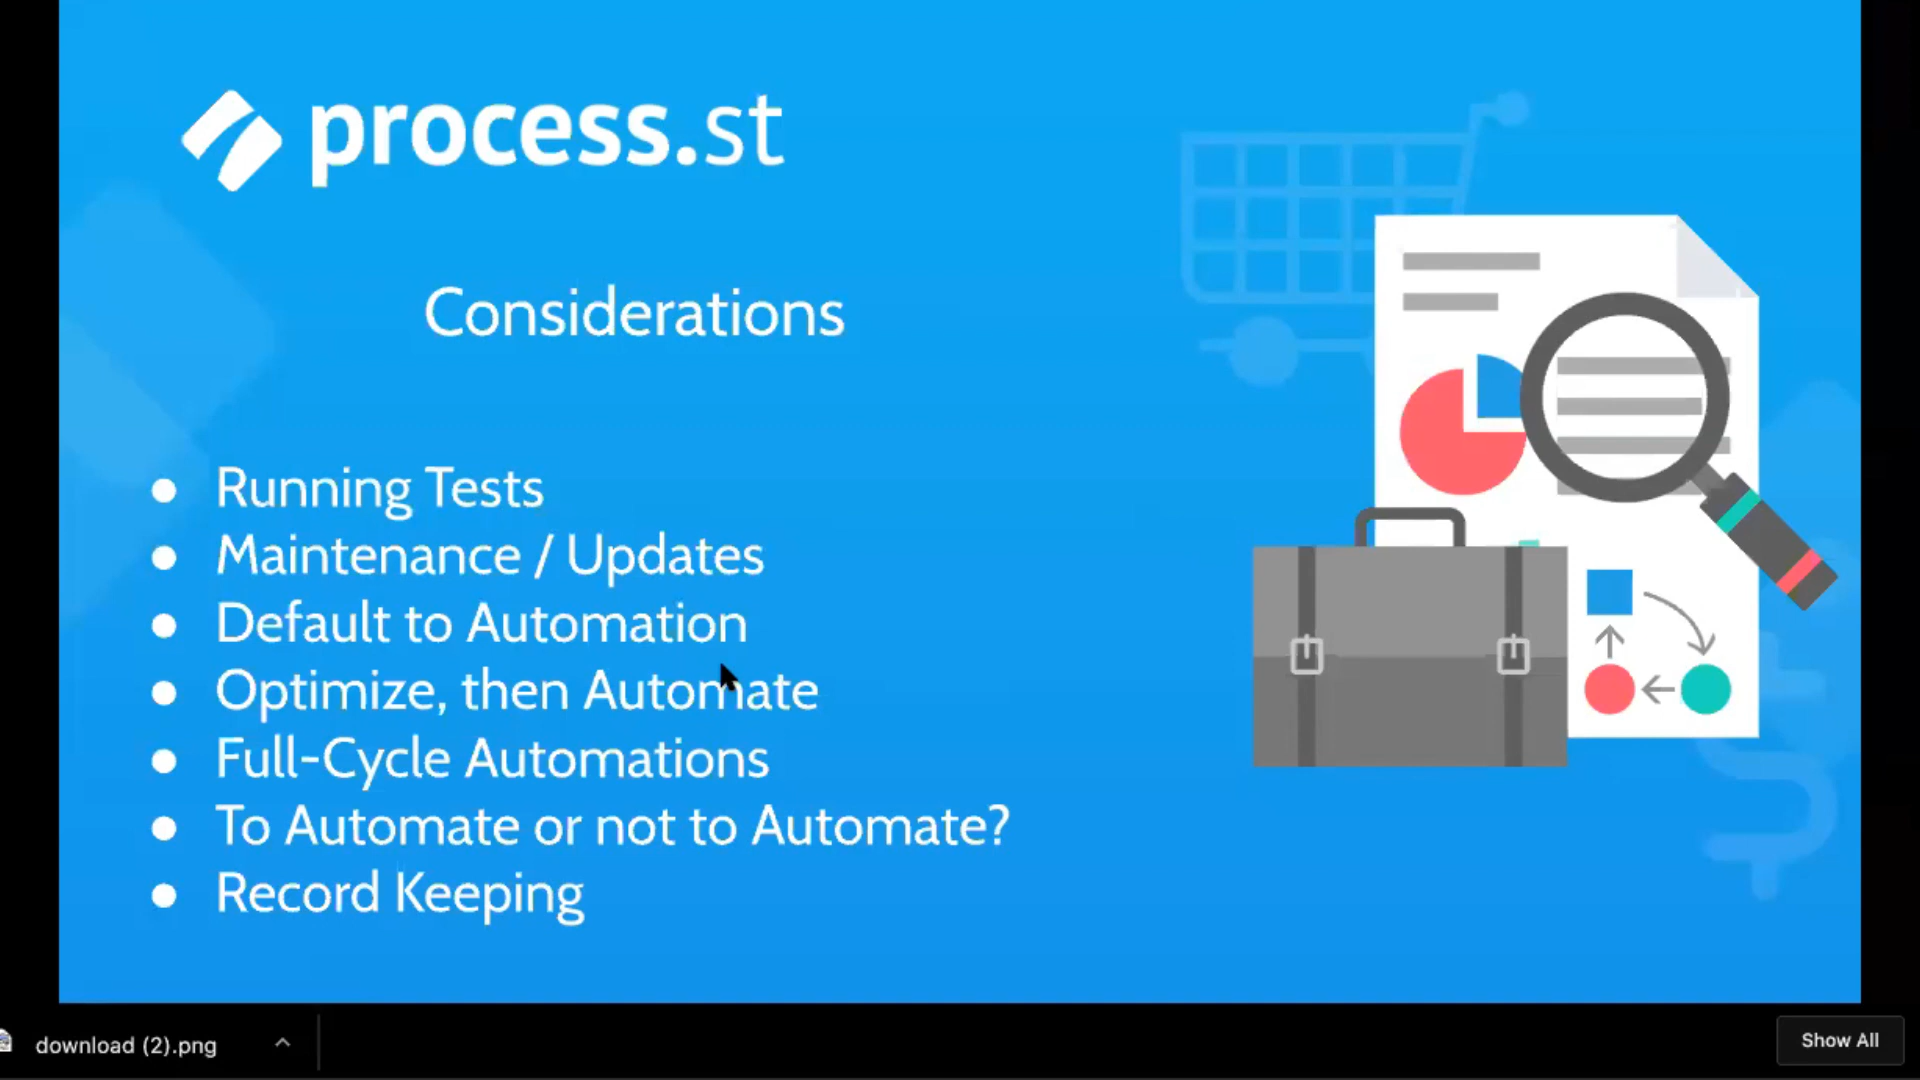 process.st
Considerations
● Running Tests
● Maintenance / Updates
● Default to Automation
● Optimize, then Automate
● Full-Cycle Automations
● To Automate or not to Automate?
● Record Keeping
download (2).png
Show All